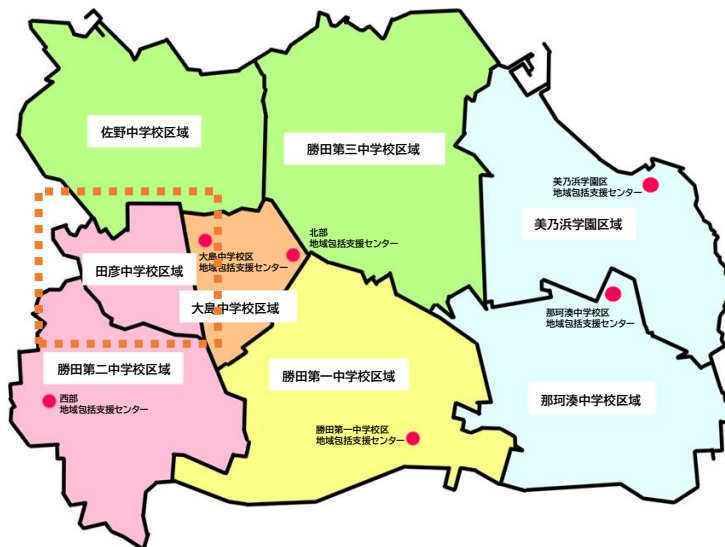 佐野中学校区域
勝田第三中学校区域
美乃浜学園区
地域包括支援センター
美乃浜学園区域
北部
地域包括支援センター
大島中学校区
地域包括支援センター
田彦中学校区域
大島中学校区域
那珂湊中学校区
地域包括支援センター
勝田第二中学校区域
勝田第一中学校区域
那珂湊中学校区域
西部
地域包括支援センター
勝田第一中学校区
地域包括支援センター